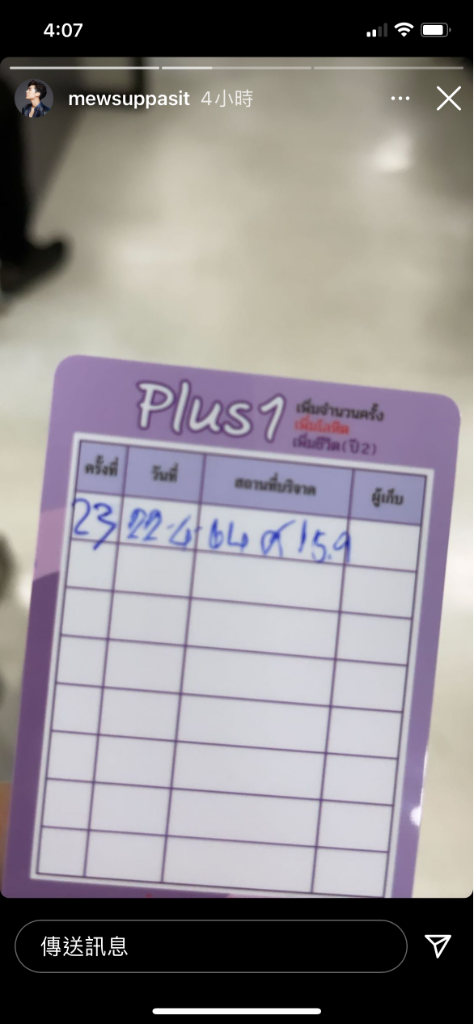 4:07
mewsuppasit 4小時
Plus1
เพิ่มจำนวนครั้ง
เพิ่มโลหิต
เพิ่มชีวิต (ปี 2)
ครั้งที่ วันที่ สถานที่บริจาค ผู้เก็บ
23 22-4-64
傳送訊息